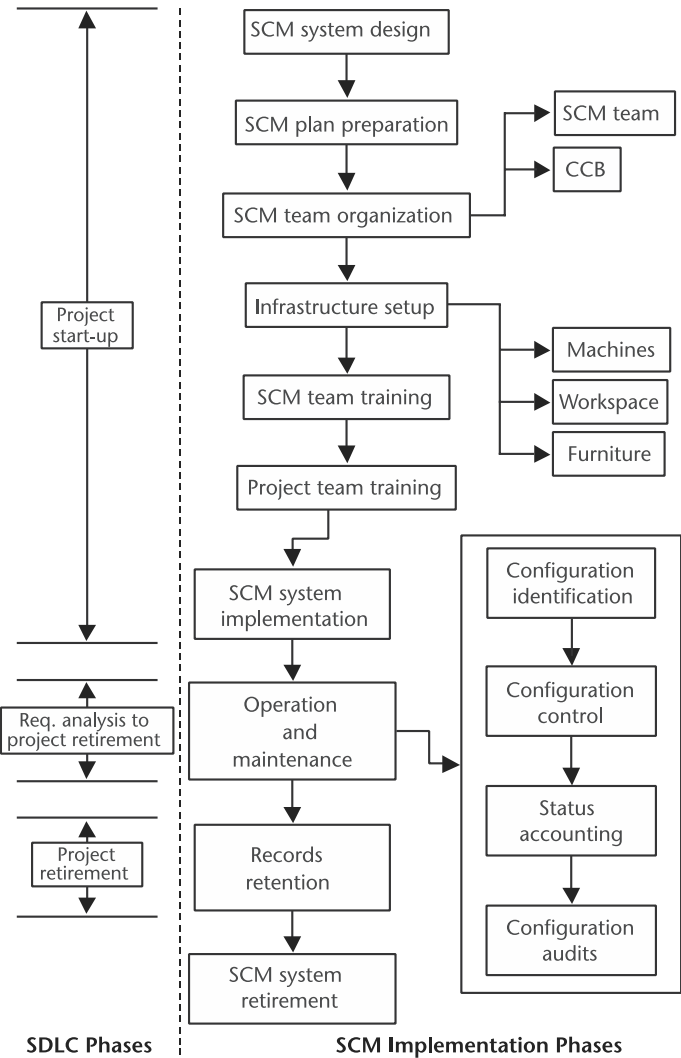 SCM system design
SCM plan preparation
SCM team
CCB
SCM team organization
Project
start-up
Infrastructure setup
Machines
SCM team training
Workspace
Furniture
Project team training
SCM system
implementation
Configuration
identification
Req. analysis to
project retirement
Operation
and
maintenance
Configuration
control
Status
accounting
Project
retirement
Records
retention
Configuration
audits
SCM system
retirement
SDLC Phases
SCM Implementation Phases